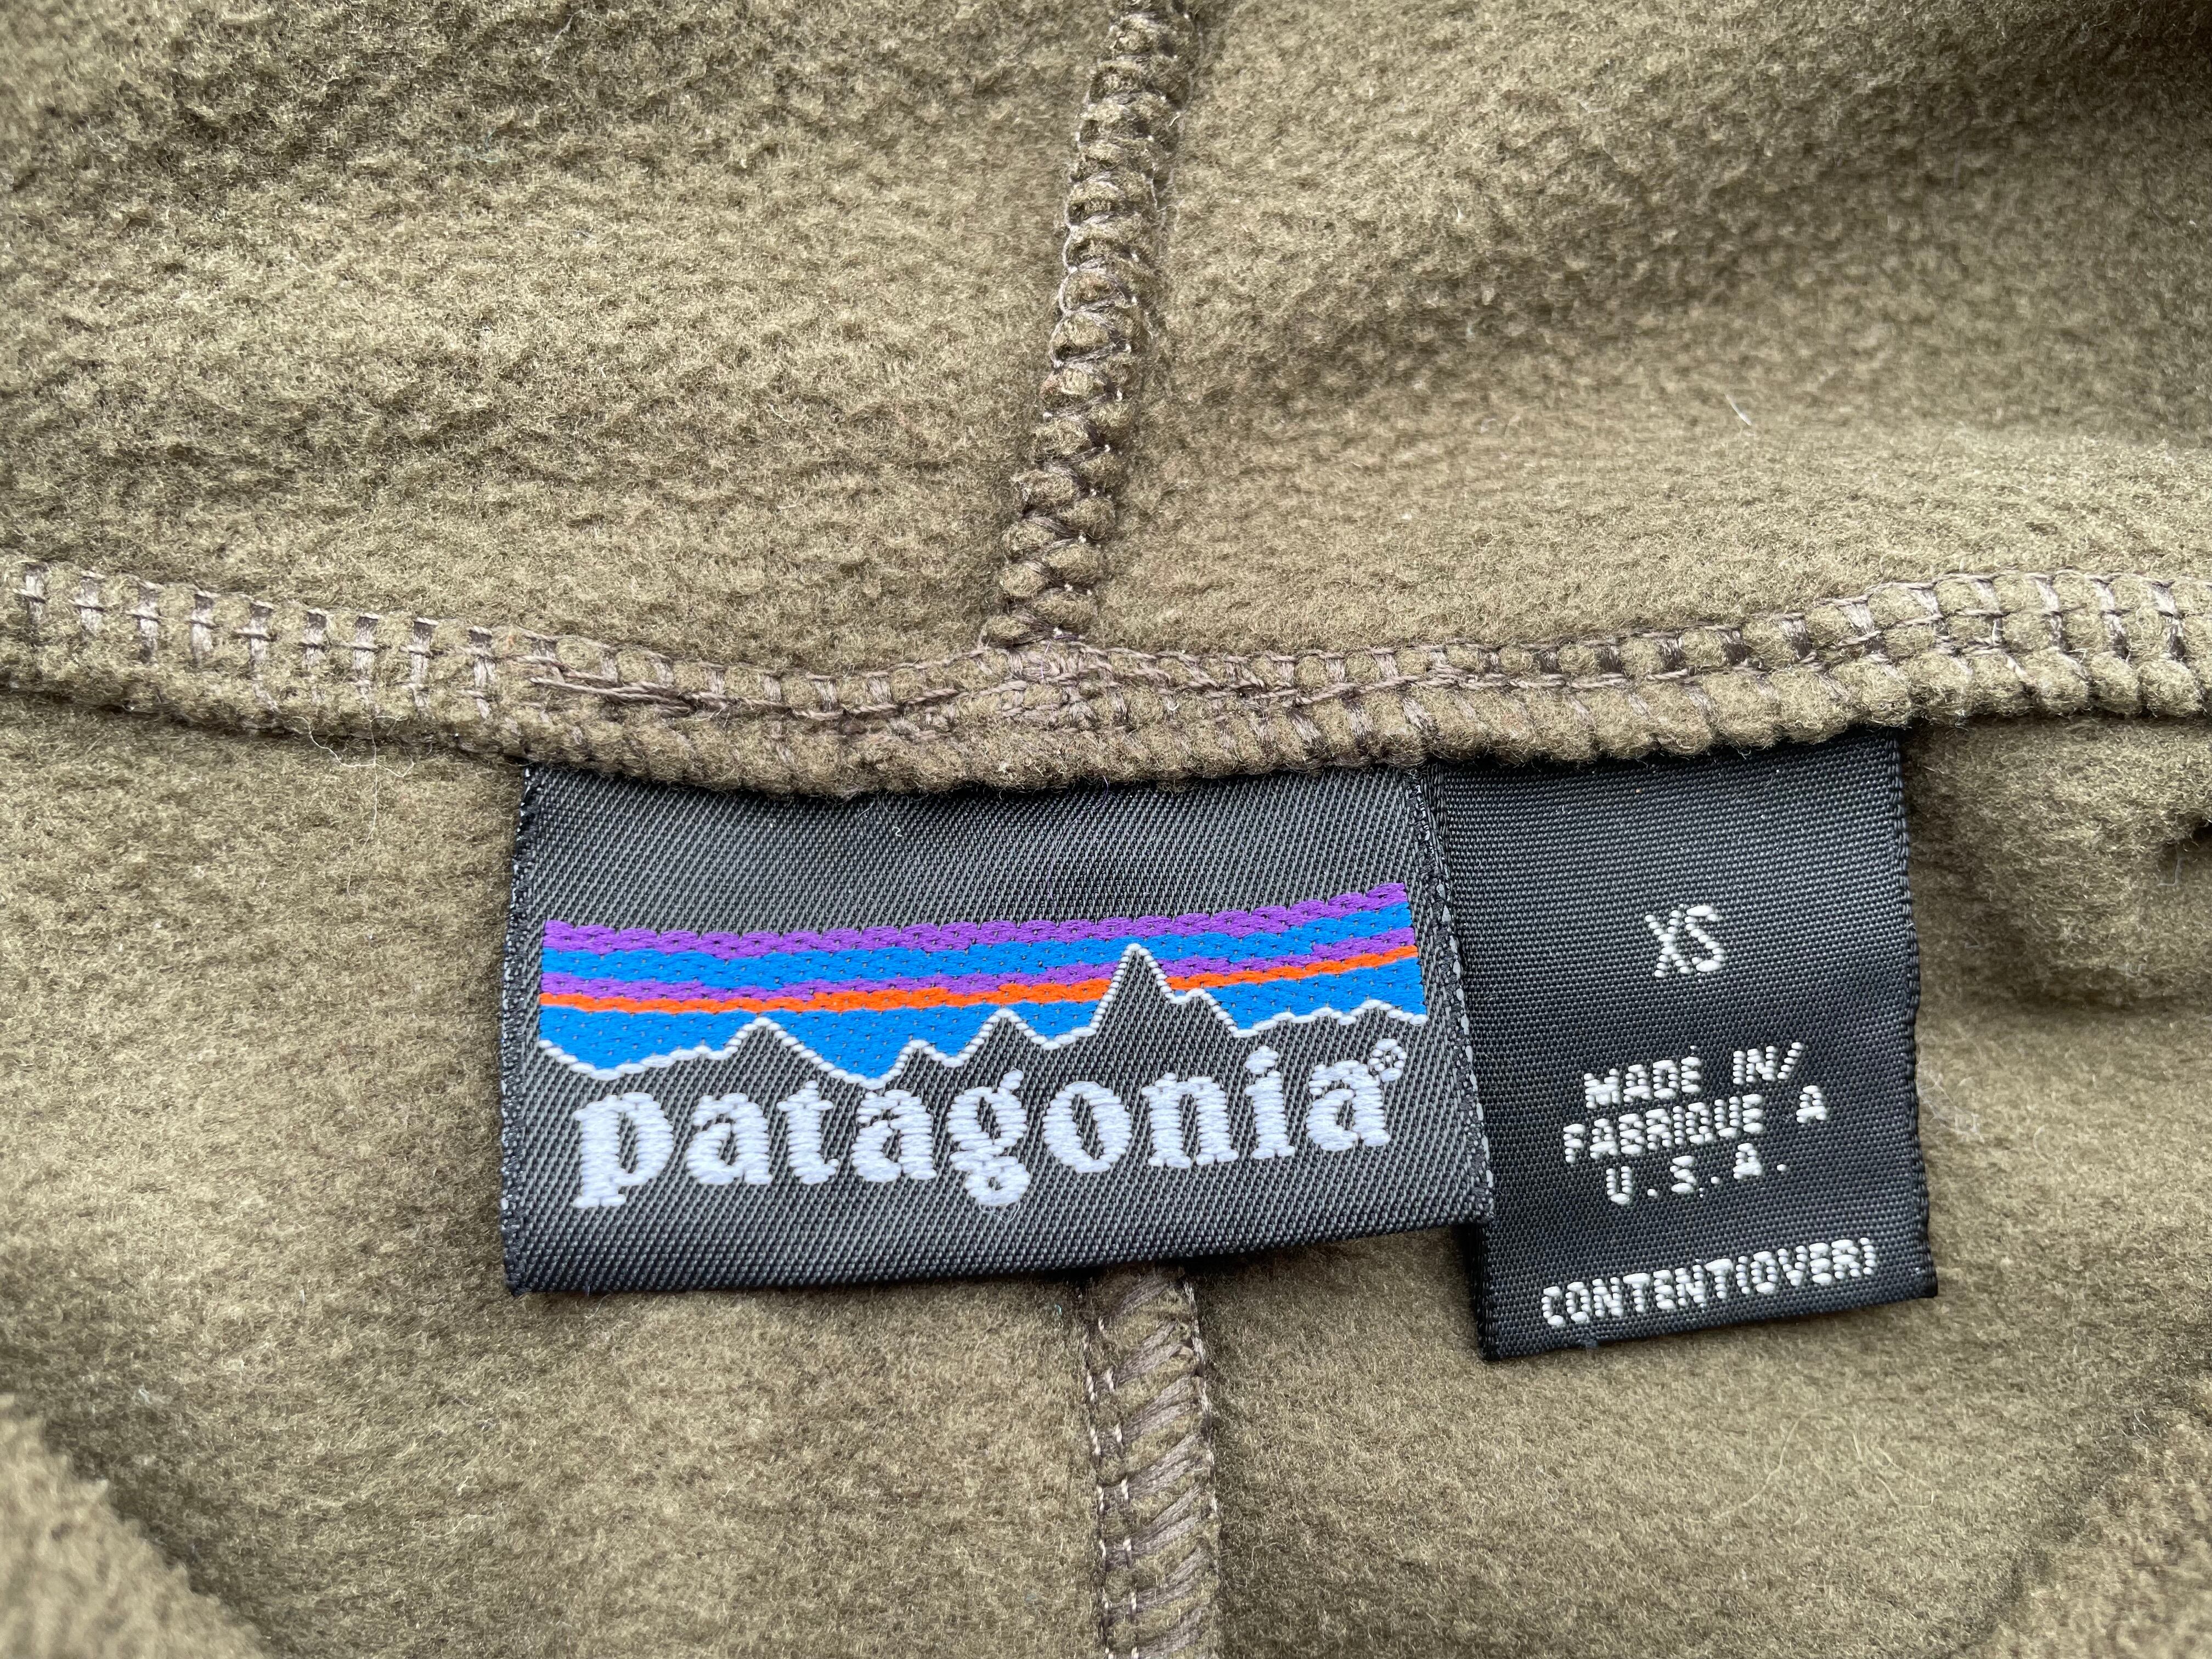 patagonia®
XS
MADE IN/
FABRIQUE A
U.S.A.
CONTENT(OVER)